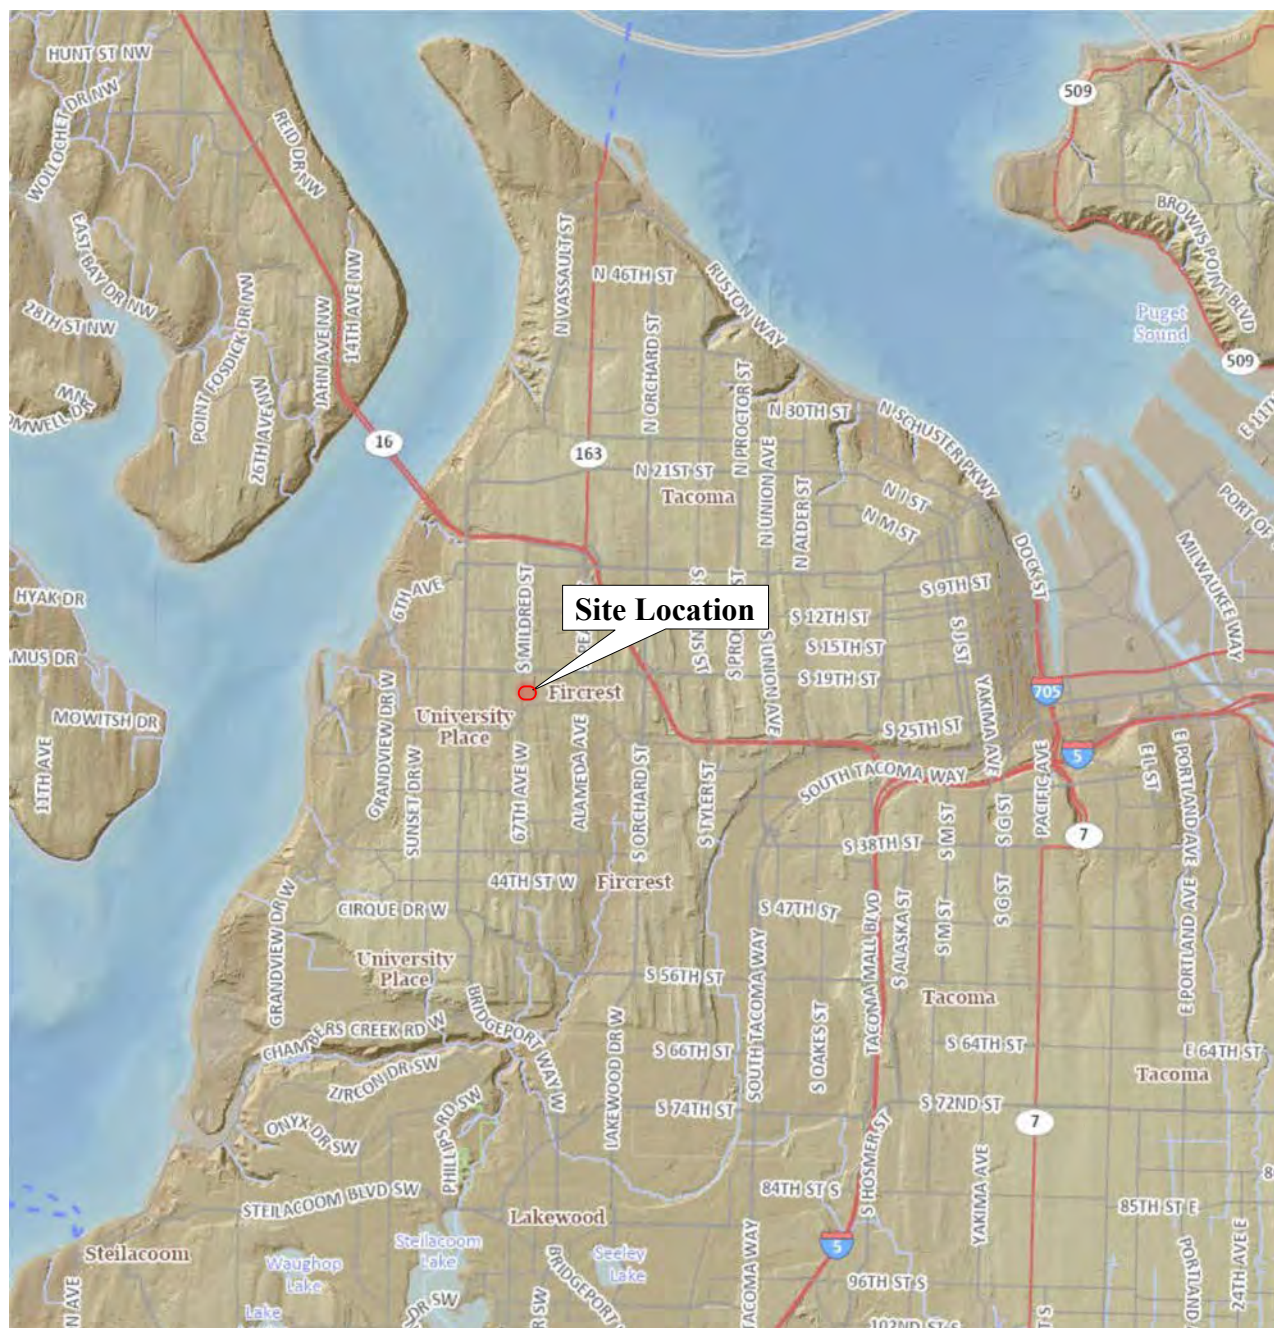 HUNT ST NW
WOLLOCHET DR NW
REID DR NW
509
BROWNS POINT BLVD
EAST BAY DR NW
N VASSAULT ST
N 46TH ST
RUSTON WAY
14TH AVE NW
28TH ST NW
POINT FOSDICK DR NW
JAHN AVE NW
Puget
Sound
N ORCHARD ST
509
26TH AVE NW
N PROCTOR ST
N 30TH ST
N SCHUSTER PKWY
E 11TH
16
163
N 21ST ST
Tacoma
N UNION AVE
N ALDER ST
N I ST
N M ST
PORT OF
MILWAUKEE WAY
DOCK ST
HYAK DR
6TH AVE
S MILDRED ST
Site Location
S 9TH ST
S 12TH ST
S J ST
S 15TH ST
MOWITSH DR
GRANDVIEW DR W
Fircrest
S 19TH ST
705
University
Place
YAKIMA AVE
S 25TH ST
5
11TH AVE
SUNSET DR W
67TH AVE W
ALAMEDA AVE
S ORCHARD ST
S TYLER ST
SOUTH TACOMA WAY
PACIFIC AVE
E PORTLAND AVE
S 38TH ST
S M ST
S G ST
7
44TH ST W
Fircrest
CIRQUE DR W
GRANDVIEW DR W
S 47TH ST
TACOMA MALL BLVD
S ALASKA ST
S M ST
S G ST
E PORTLAND AVE
University
Place
S 56TH ST
SOUTH TACOMA WAY
Tacoma
BRIDGEPORT WAY W
CHAMBERS CREEK RD W
LAKEWOOD DR W
S 66TH ST
S OAKES ST
S 64TH ST
E 64TH ST
Tacoma
ZIRCON DR SW
PHILLIPS RD SW
S 74TH ST
S 72ND ST
ONYX DR SW
S HOSMER ST
7
STEILACOOM BLVD SW
84TH ST S
YAKIMA AVE
85TH ST E
Lakewood
Steilacoom
Waughop
Lake
Steilacoom
Lake
Seeley
Lake
5
BRIDGEPORT
96TH ST S
PORTLAND
24TH AVE E
Lake
DR SW
102ND ST S